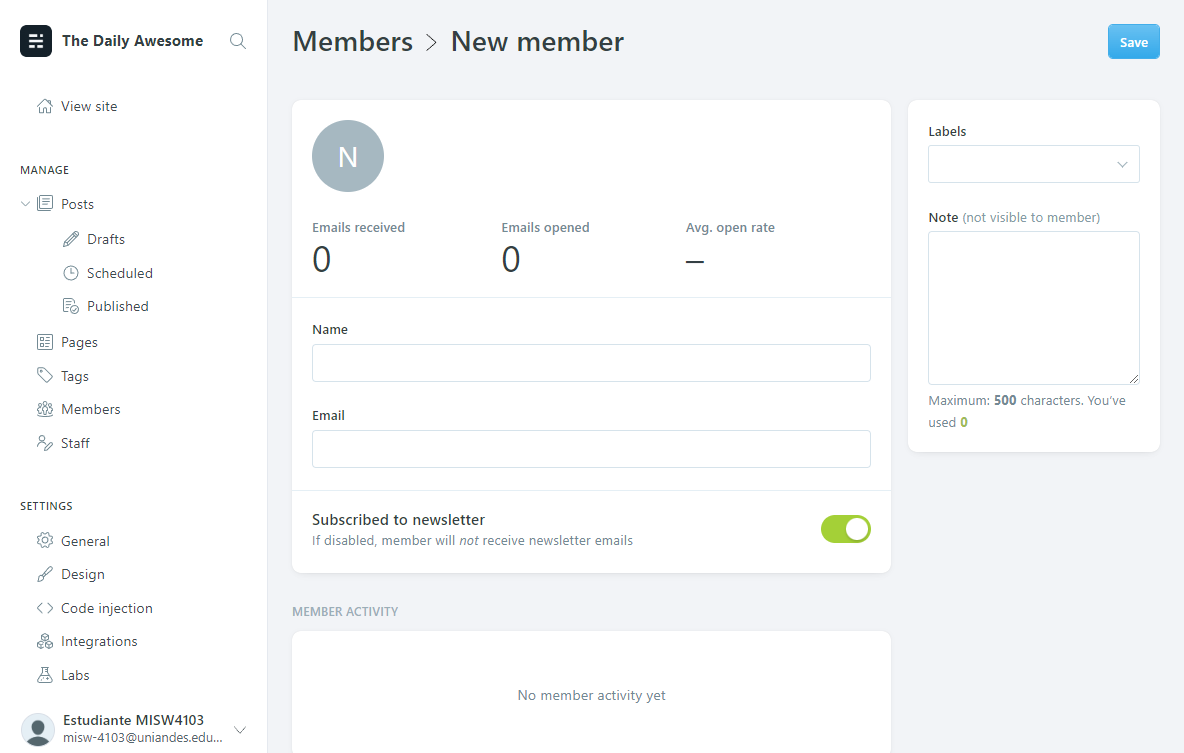 The Daily Awesome
View site
MANAGE
Posts
Drafts
Scheduled
Published
Pages
Tags
Members
Staff
SETTINGS
General
Design
Code injection
Integrations
Labs
Estudiante MISW4103
misw-4103@uniandes.edu...
Members > New member
Save
N
Emails received
0
Emails opened
0
Avg. open rate
–
Name
Email
Subscribed to newsletter
If disabled, member will not receive newsletter emails
MEMBER ACTIVITY
No member activity yet
Labels
Note (not visible to member)
Maximum: 500 characters. You’ve
used 0